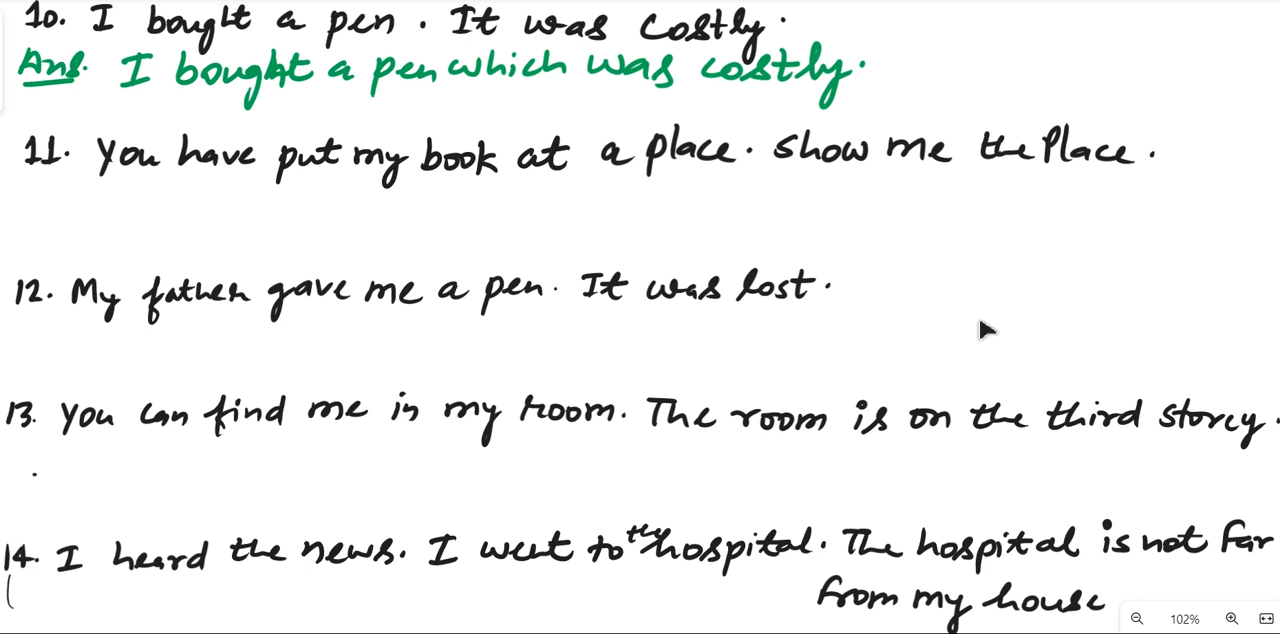 10. I bought a pen. It was costly.
Ans. I bought a pen which was costly.
11. You have put my book at a place. Show me the place.
12. My father gave me a pen. It was lost.
13. You can find me in my room. The room is on the third storey.
14. I heard the news. I went to the hospital. The hospital is not far
from my house
102%